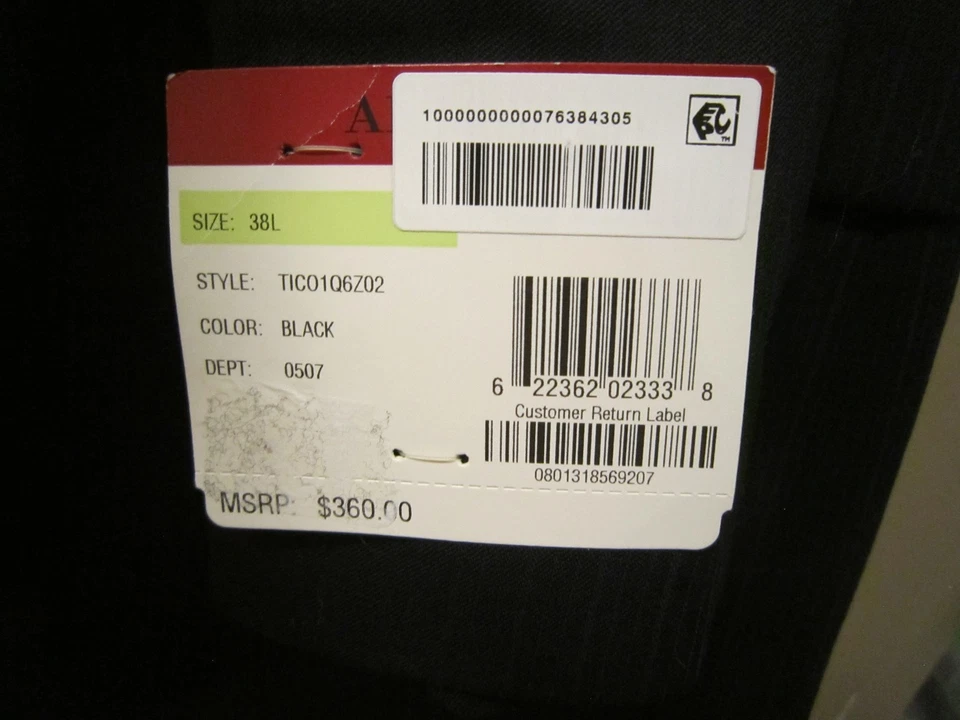 1000000000076384305
SIZE: 38L
STYLE: TICO1Q6Z02
COLOR: BLACK
DEPT: 0507
6 22362 02333 8
Customer Return Label
0801318569207
MSRP: $360.00